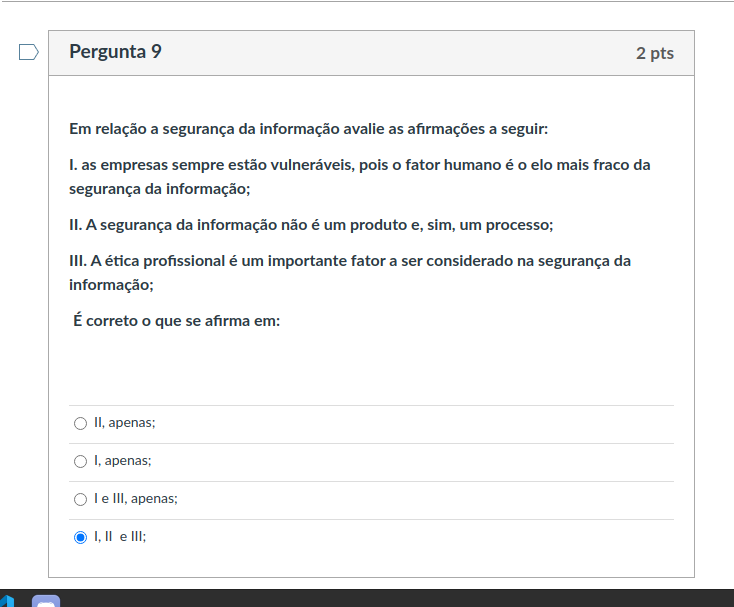 Pergunta 9
2 pts
Em relação a segurança da informação avalie as afirmações a seguir:
I. as empresas sempre estão vulneráveis, pois o fator humano é o elo mais fraco da
segurança da informação;
II. A segurança da informação não é um produto e, sim, um processo;
III. A ética profissional é um importante fator a ser considerado na segurança da
informação;
É correto o que se afirma em:
II, apenas;
I, apenas;
I e III, apenas;
I, II e III;